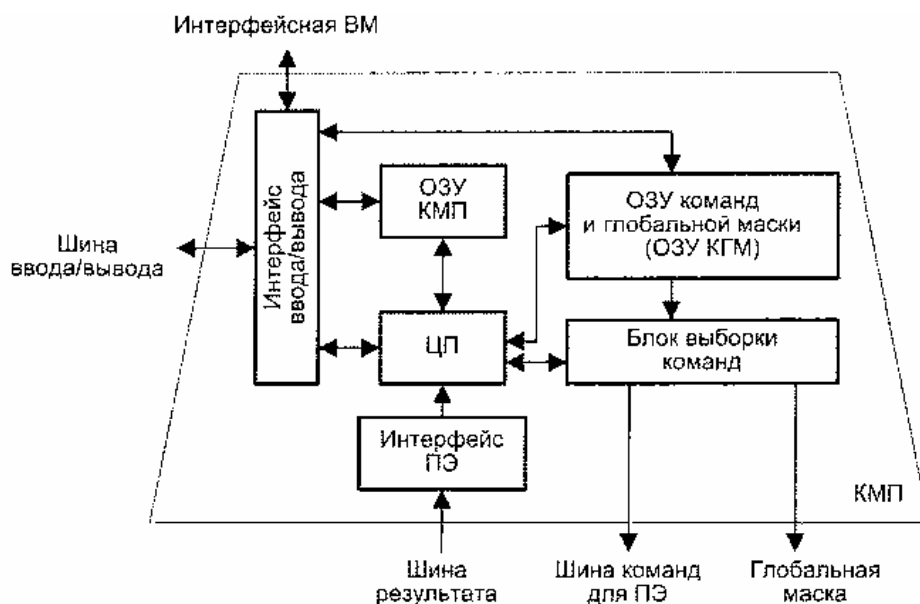 Интерфейсная ВМ
Шина
ввода/вывода
Интерфейс
ввода/вывода
ОЗУ
КМП
ОЗУ команд
и глобальной маски
(ОЗУ КГМ)
ЦП
Блок выборки
команд
Интерфейс
ПЭ
КМП
Шина
результата
Шина команд
для ПЭ
Глобальная
маска